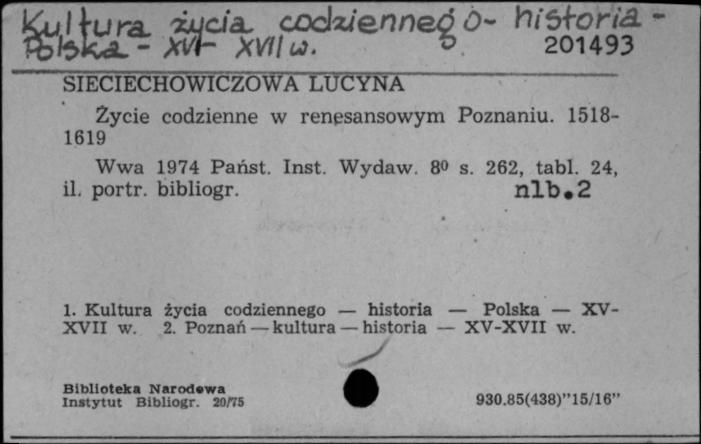 Kultura życia codziennego - historia -
Polska - XVI- XVII w. 201493
SIECIECHOWICZOWA LUCYNA
Życie codzienne w renesansowym Poznaniu. 1518-
1619
Wwa 1974 Państ. Inst. Wydaw. 8⁰ s. 262, tabl. 24,
il. portr. bibliogr. nlb.2
1. Kultura życia codziennego — historia — Polska — XV-
XVII w. 2. Poznań — kultura — historia — XV-XVII w.
Biblioteka Narodowa
Instytut Bibliogr. 20/75 930.85(438)"15/16"